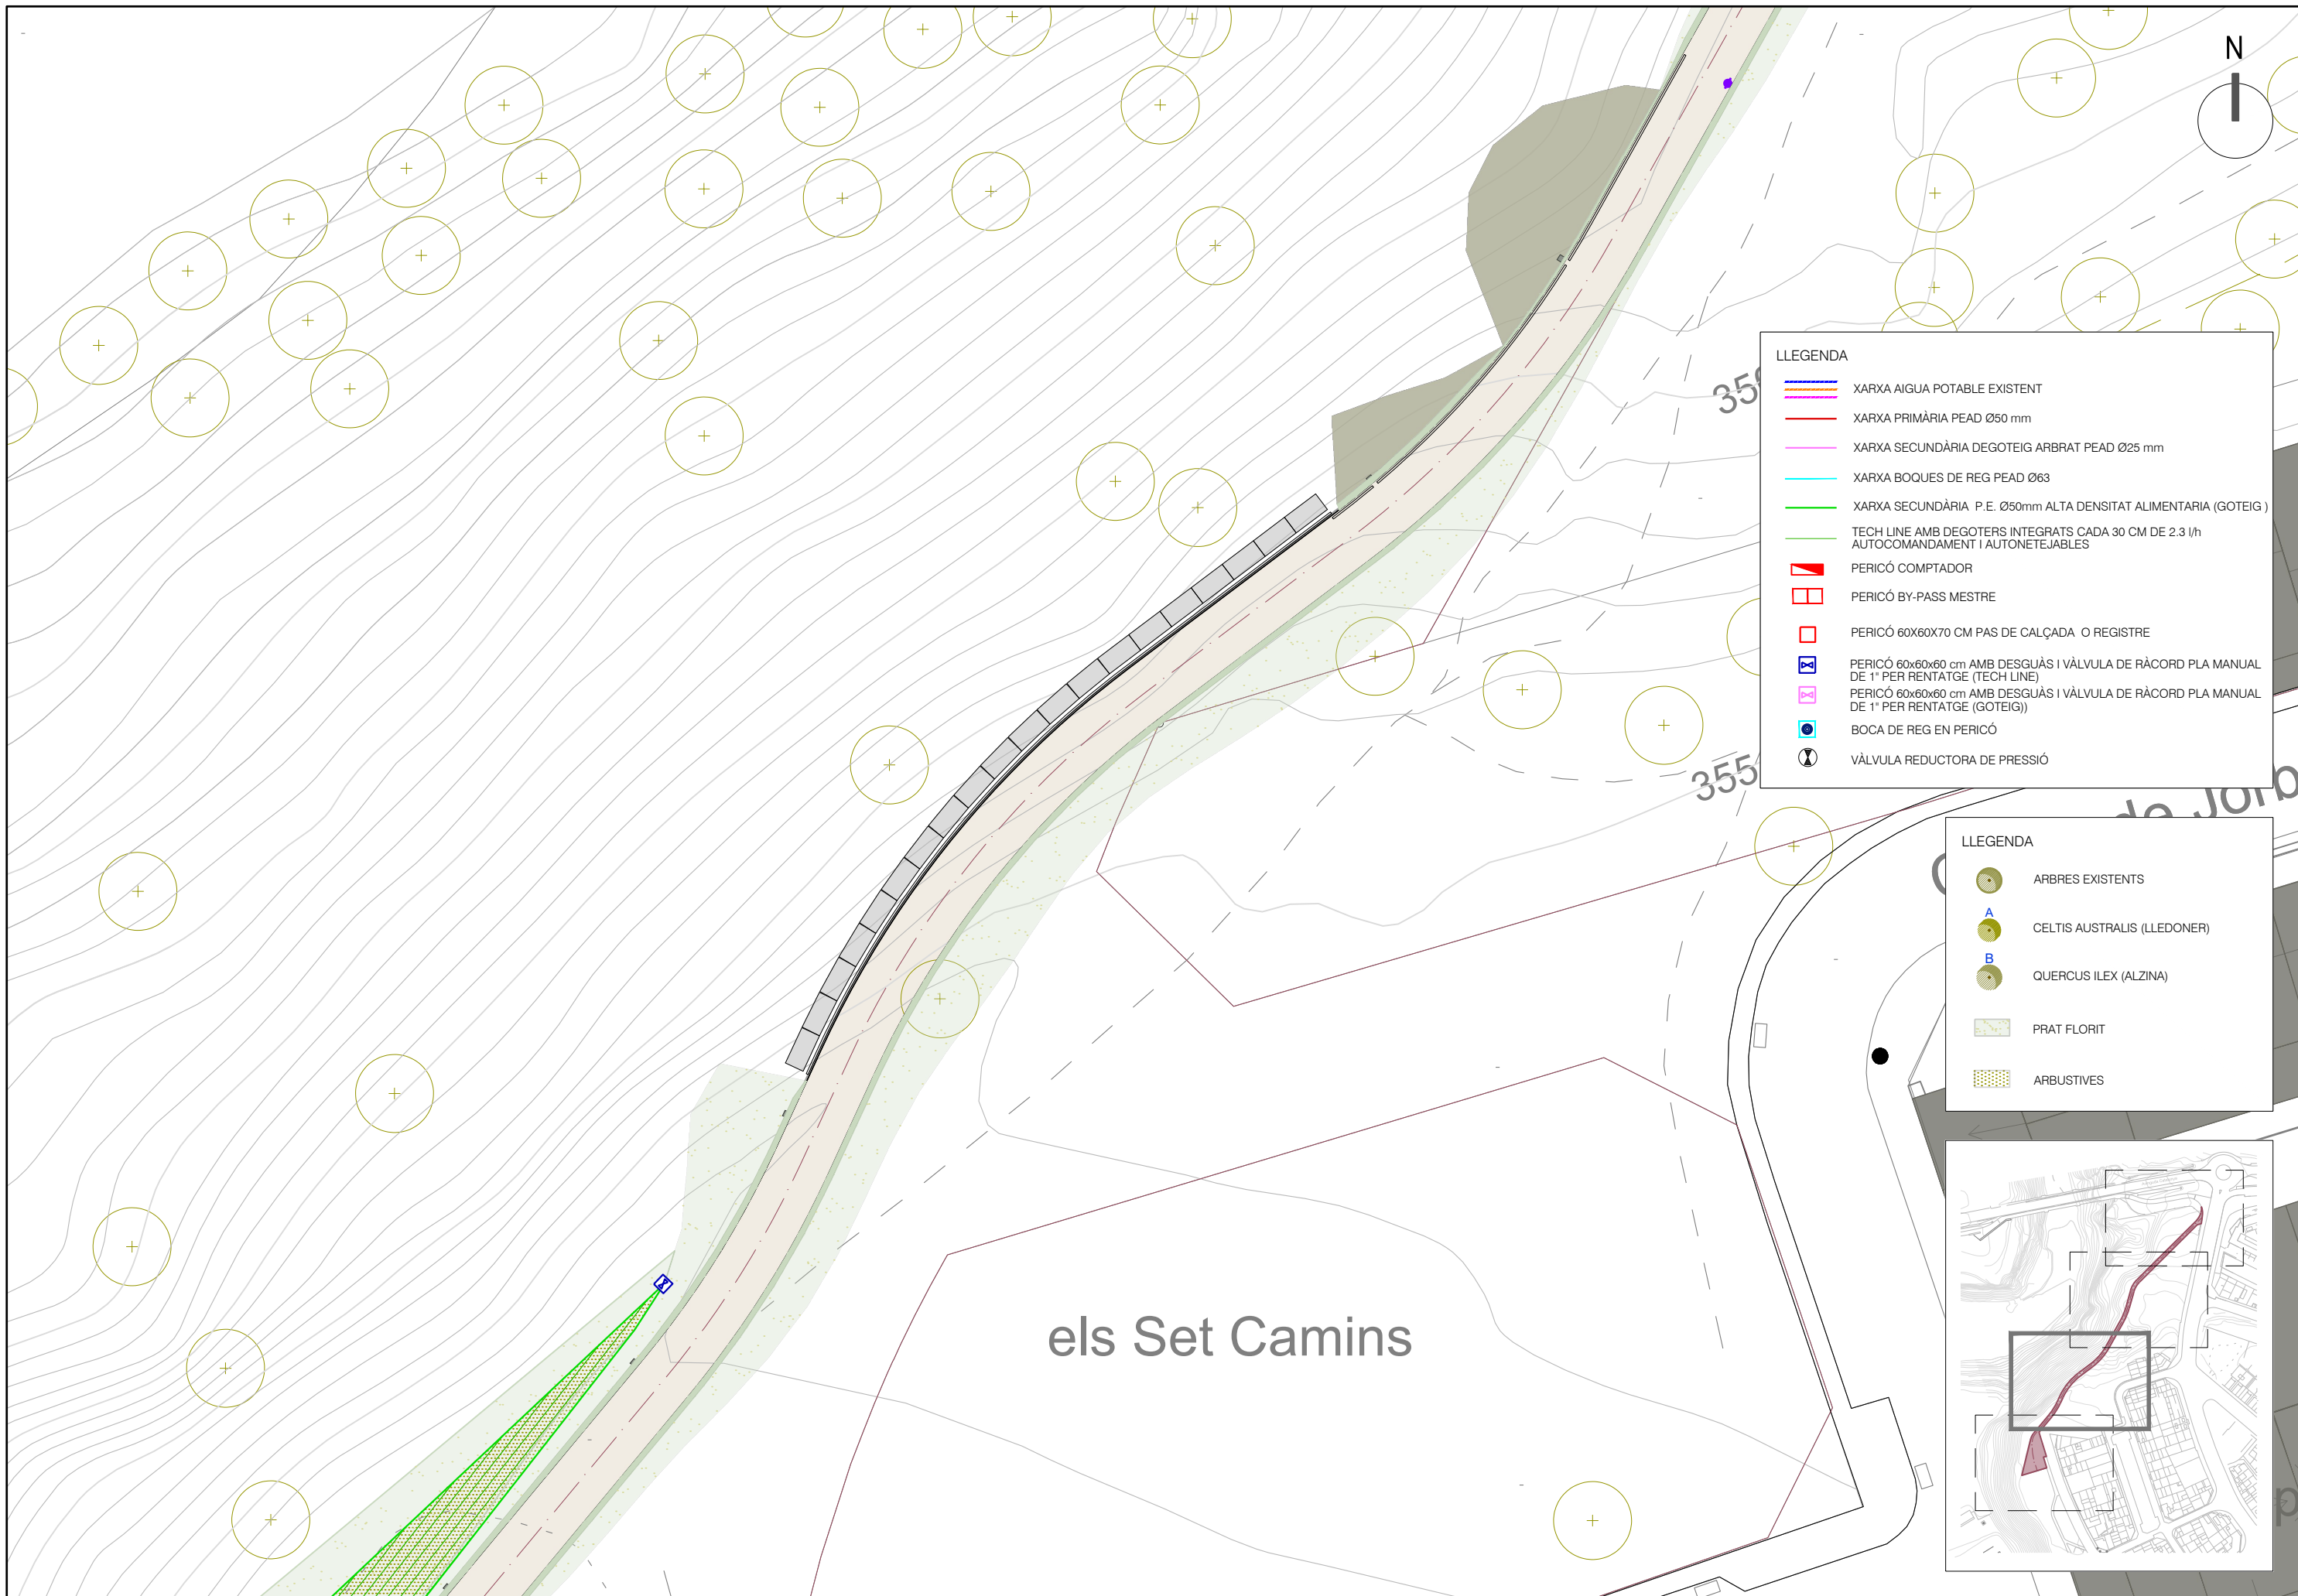 N
LLEGENDA
XARXA AIGUA POTABLE EXISTENT
XARXA PRIMÀRIA PEAD Ø50 mm
XARXA SECUNDÀRIA DEGOTEIG ARBRAT PEAD Ø25 mm
XARXA BOQUES DE REG PEAD Ø63
XARXA SECUNDÀRIA P.E. Ø50mm ALTA DENSITAT ALIMENTARIA (GOTEIG )
TECH LINE AMB DEGOTERS INTEGRATS CADA 30 CM DE 2.3 l/h
AUTOCOMANDAMENT I AUTONETEJABLES
PERICÓ COMPTADOR
PERICÓ BY-PASS MESTRE
PERICÓ 60X60X70 CM PAS DE CALÇADA O REGISTRE
PERICÓ 60x60x60 cm AMB DESGUÀS I VÀLVULA DE RÀCORD PLA MANUAL
DE 1" PER RENTATGE (TECH LINE)
PERICÓ 60x60x60 cm AMB DESGUÀS I VÀLVULA DE RÀCORD PLA MANUAL
DE 1" PER RENTATGE (GOTEIG))
BOCA DE REG EN PERICÓ
VÀLVULA REDUCTORA DE PRESSIÓ
355
de Jorb
LLEGENDA
ARBRES EXISTENTS
A
CELTIS AUSTRALIS (LLEDONER)
B
QUERCUS ILEX (ALZINA)
PRAT FLORIT
ARBUSTIVES
els Set Camins